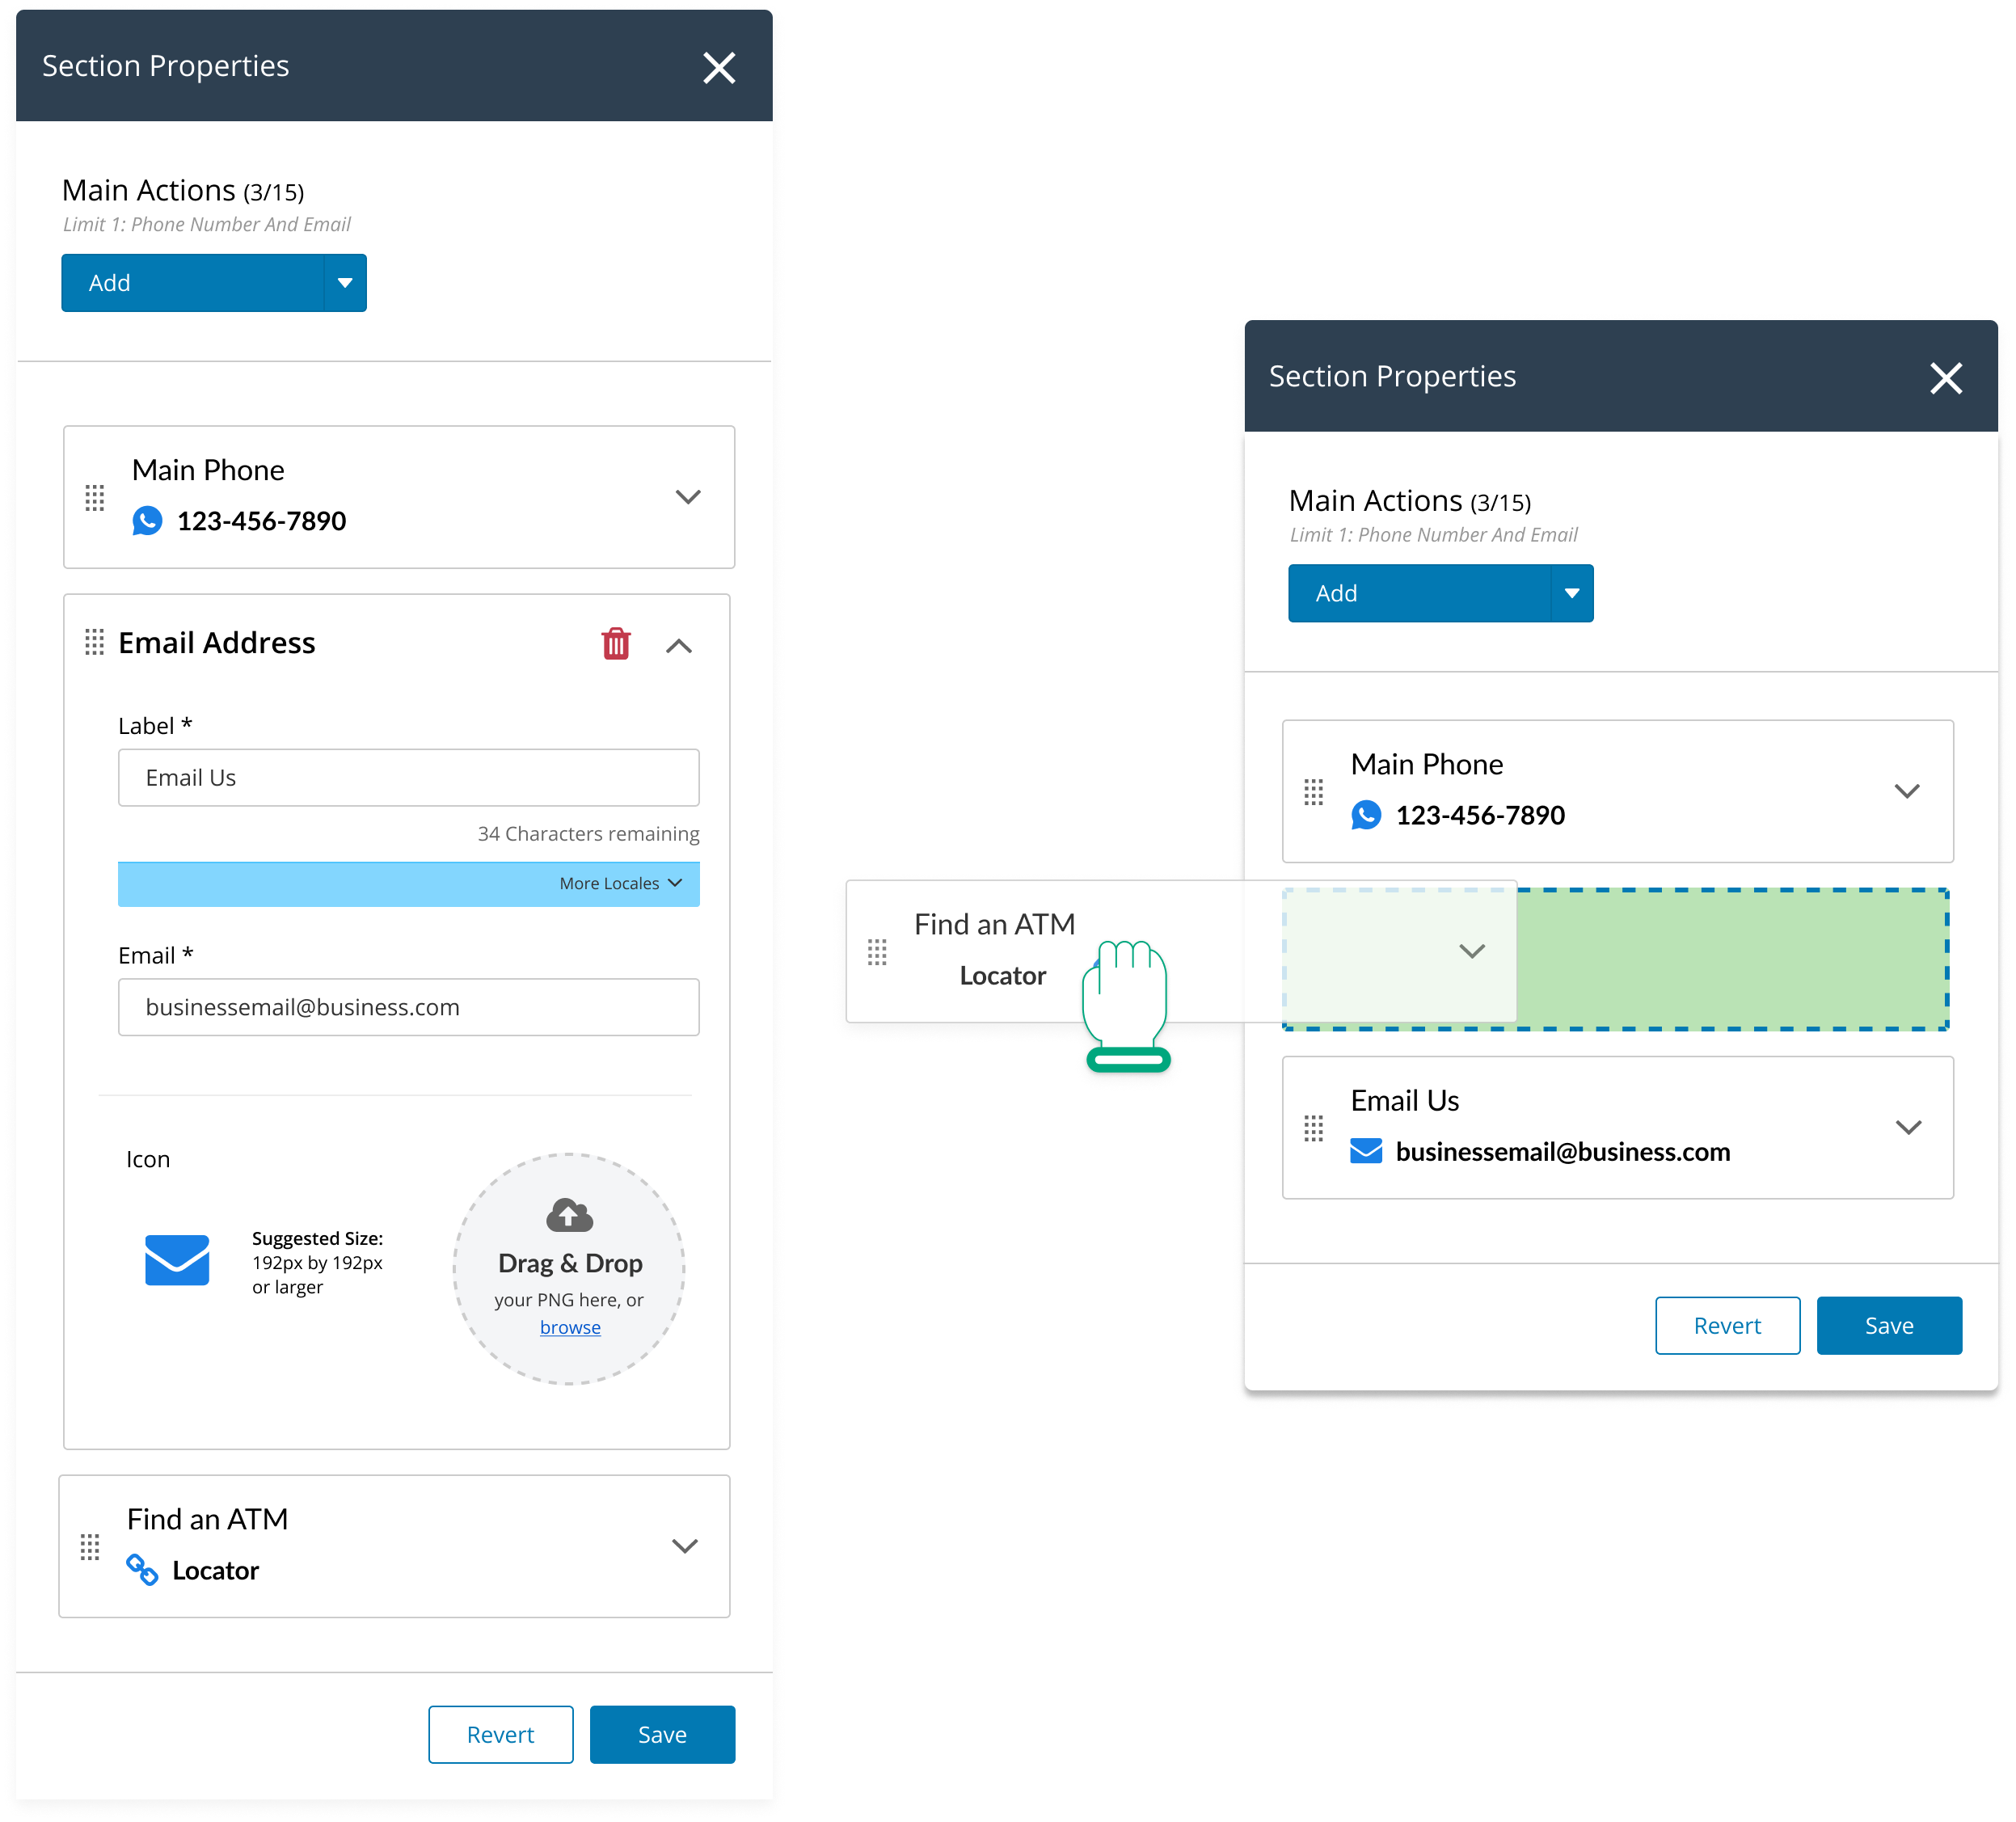 Section Properties
Main Actions (3/15)
Limit 1: Phone Number And Email
Add
Main Phone
123-456-7890
Email Address
Label *
Email Us
34 Characters remaining
More Locales
Email *
businessemail@business.com
Icon
Suggested Size:
192px by 192px
or larger
Drag & Drop
your PNG here, or
browse
Find an ATM
Locator
Revert
Save
Section Properties
Main Actions (3/15)
Limit 1: Phone Number And Email
Add
Main Phone
123-456-7890
Find an ATM
Locator
Email Us
businessemail@business.com
Revert
Save